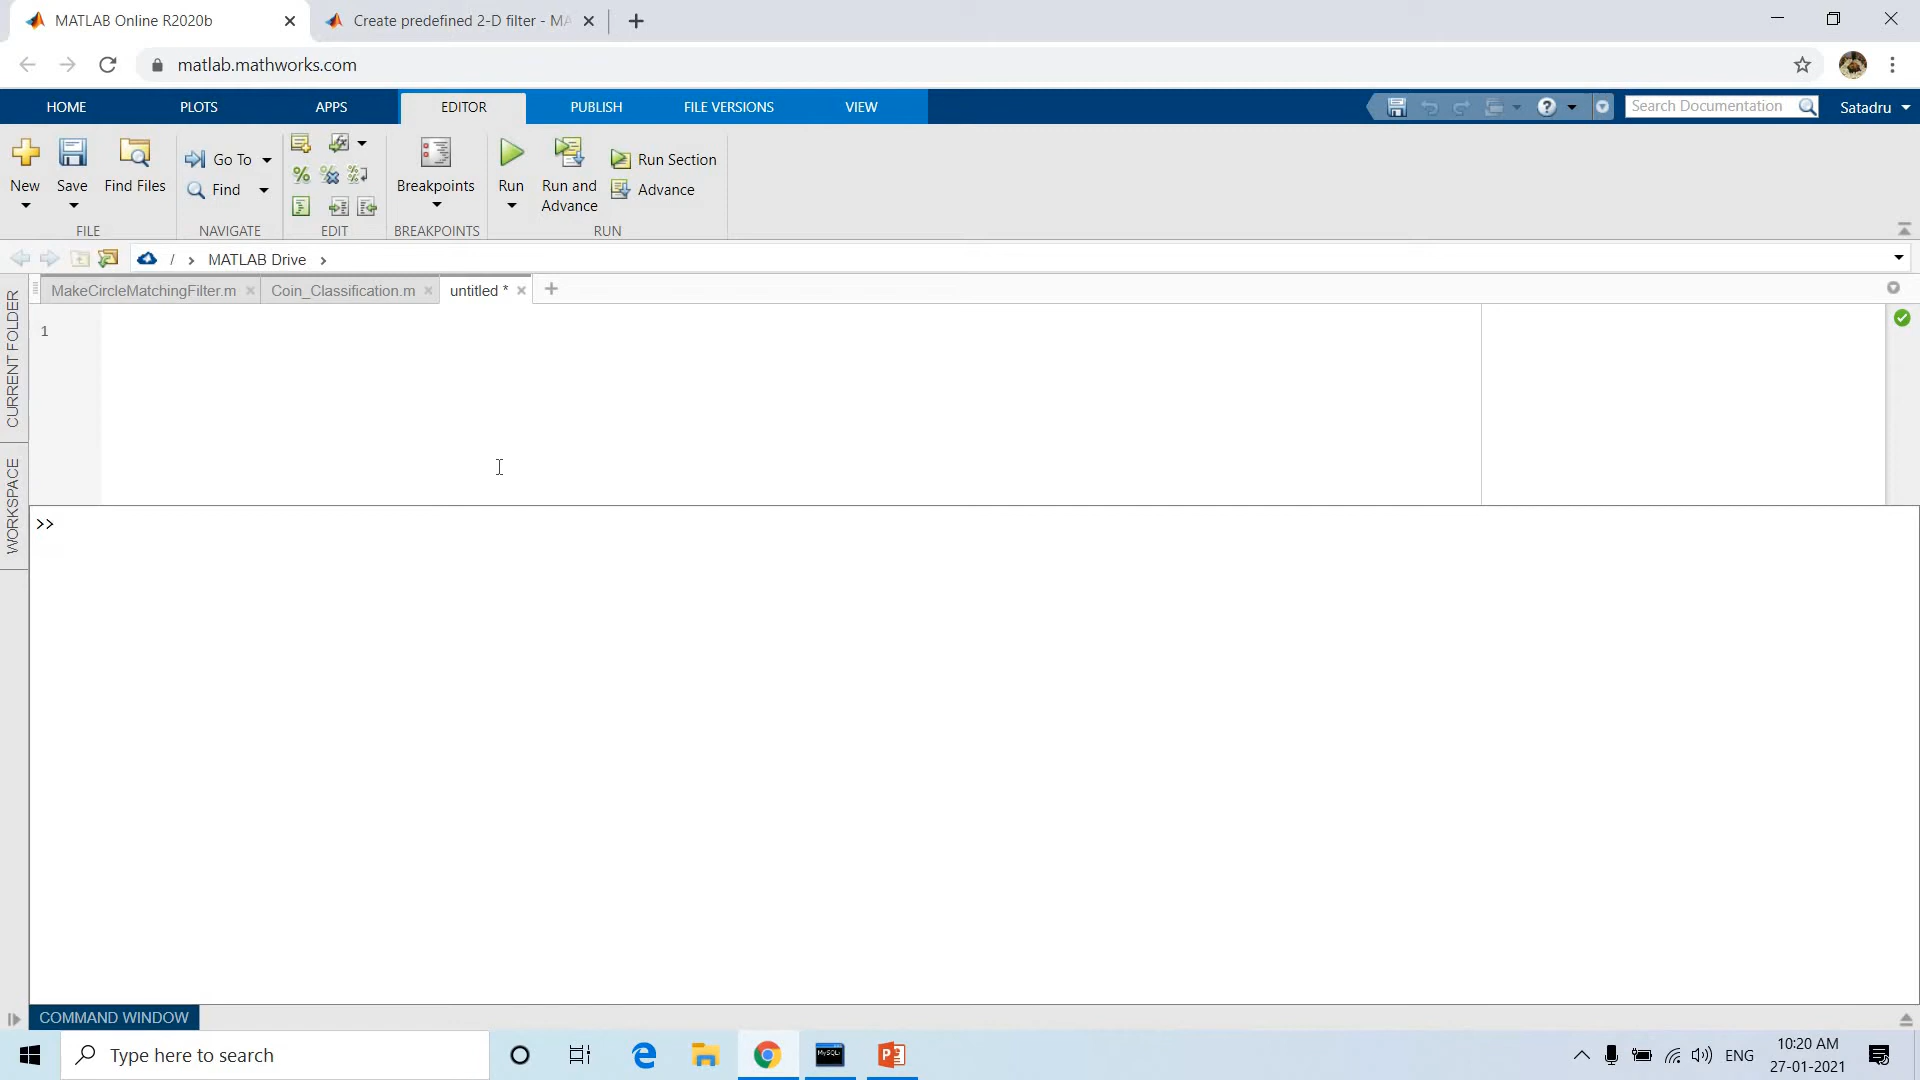 MATLAB Online R2020b
Create predefined 2-D filter - MA
matlab.mathworks.com
HOME PLOTS APPS EDITOR PUBLISH FILE VERSIONS VIEW
Search Documentation
Satadru
New
Save
Find Files
Go To
Find
Breakpoints
Run
Run and
Advance
Run Section
Advance
FILE NAVIGATE EDIT BREAKPOINTS RUN
/ > MATLAB Drive >
MakeCircleMatchingFilter.m
Coin_Classification.m
untitled *
CURRENT FOLDER
WORKSPACE
1
>>
COMMAND WINDOW
Type here to search
MySQL
ENG
10:20 AM
27-01-2021